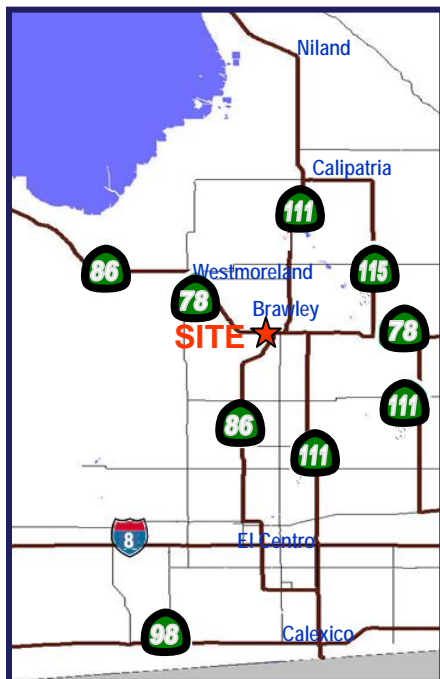 Niland
Calipatria
111
86
Westmoreland
115
78
Brawley
78
SITE
111
86
111
8
El Centro
98
Calexico